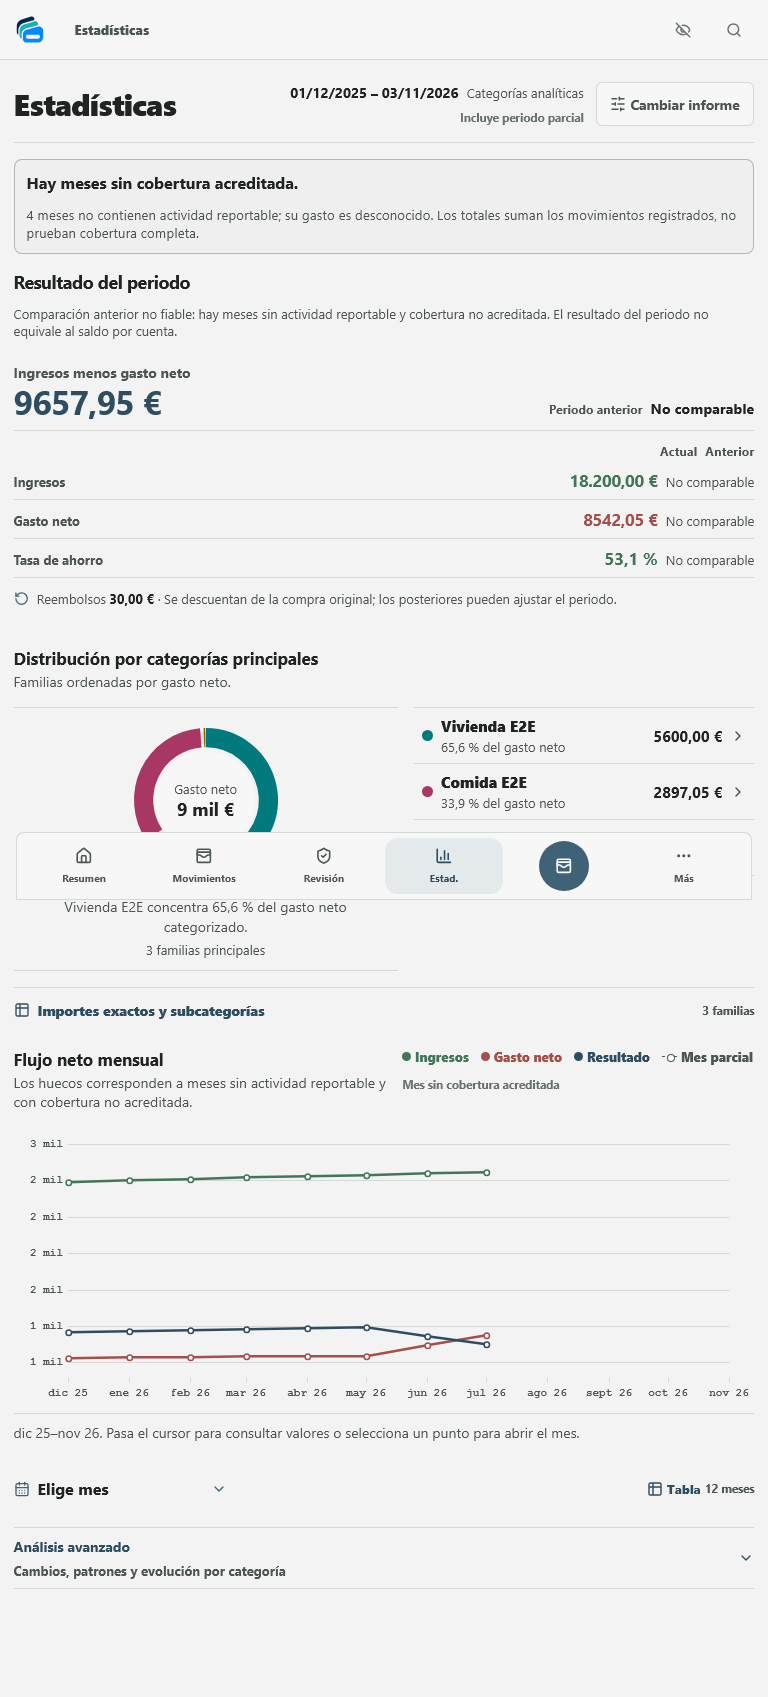 Estadísticas
Estadísticas
01/12/2025 – 03/11/2026 Categorías analíticas
Incluye periodo parcial
Cambiar informe
Hay meses sin cobertura acreditada.
4 meses no contienen actividad reportable; su gasto es desconocido. Los totales suman los movimientos registrados, no
prueban cobertura completa.
Resultado del periodo
Comparación anterior no fiable: hay meses sin actividad reportable y cobertura no acreditada. El resultado del periodo no
equivale al saldo por cuenta.
Ingresos menos gasto neto
9657,95 €
Periodo anterior No comparable
Actual Anterior
Ingresos 18.200,00 € No comparable
Gasto neto 8542,05 € No comparable
Tasa de ahorro 53,1 % No comparable
Reembolsos 30,00 € · Se descuentan de la compra original; los posteriores pueden ajustar el periodo.
Distribución por categorías principales
Familias ordenadas por gasto neto.
Gasto neto
9 mil €
Vivienda E2E
65,6 % del gasto neto
5600,00 €
Comida E2E
33,9 % del gasto neto
2897,05 €
Resumen
Movimientos
Revisión
Estad.
Más
Vivienda E2E concentra 65,6 % del gasto neto
categorizado.
3 familias principales
Importes exactos y subcategorías
3 familias
Flujo neto mensual
Los huecos corresponden a meses sin actividad reportable y
con cobertura no acreditada.
Ingresos Gasto neto Resultado Mes parcial
Mes sin cobertura acreditada
3 mil
2 mil
2 mil
2 mil
2 mil
1 mil
1 mil
dic 25 ene 26 feb 26 mar 26 abr 26 may 26 jun 26 jul 26 ago 26 sept 26 oct 26 nov 26
dic 25–nov 26. Pasa el cursor para consultar valores o selecciona un punto para abrir el mes.
Elige mes
Tabla 12 meses
Análisis avanzado
Cambios, patrones y evolución por categoría